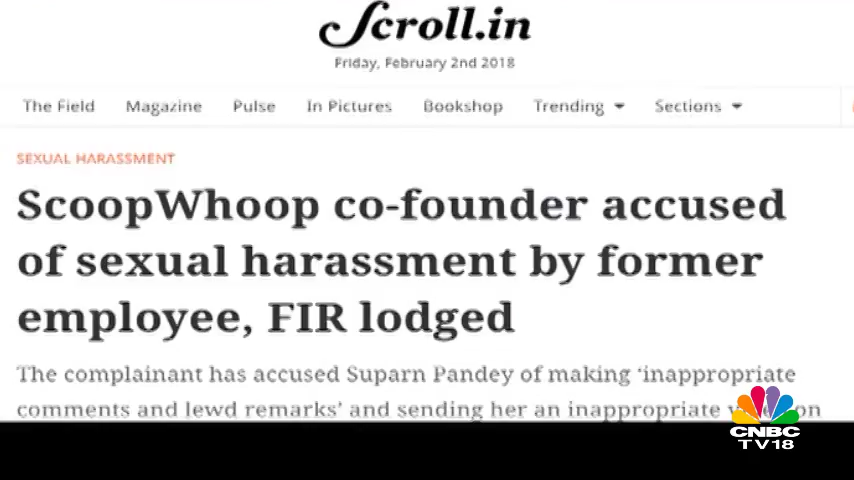 Scroll.in
Friday, February 2nd 2018
The Field Magazine Pulse In Pictures Bookshop Trending Sections
SEXUAL HARASSMENT
ScoopWhoop co-founder accused
of sexual harassment by former
employee, FIR lodged
The complainant has accused Suparn Pandey of making ‘inappropriate
comments and lewd remarks’ and sending her an inappropriate on
CNBC
TV18